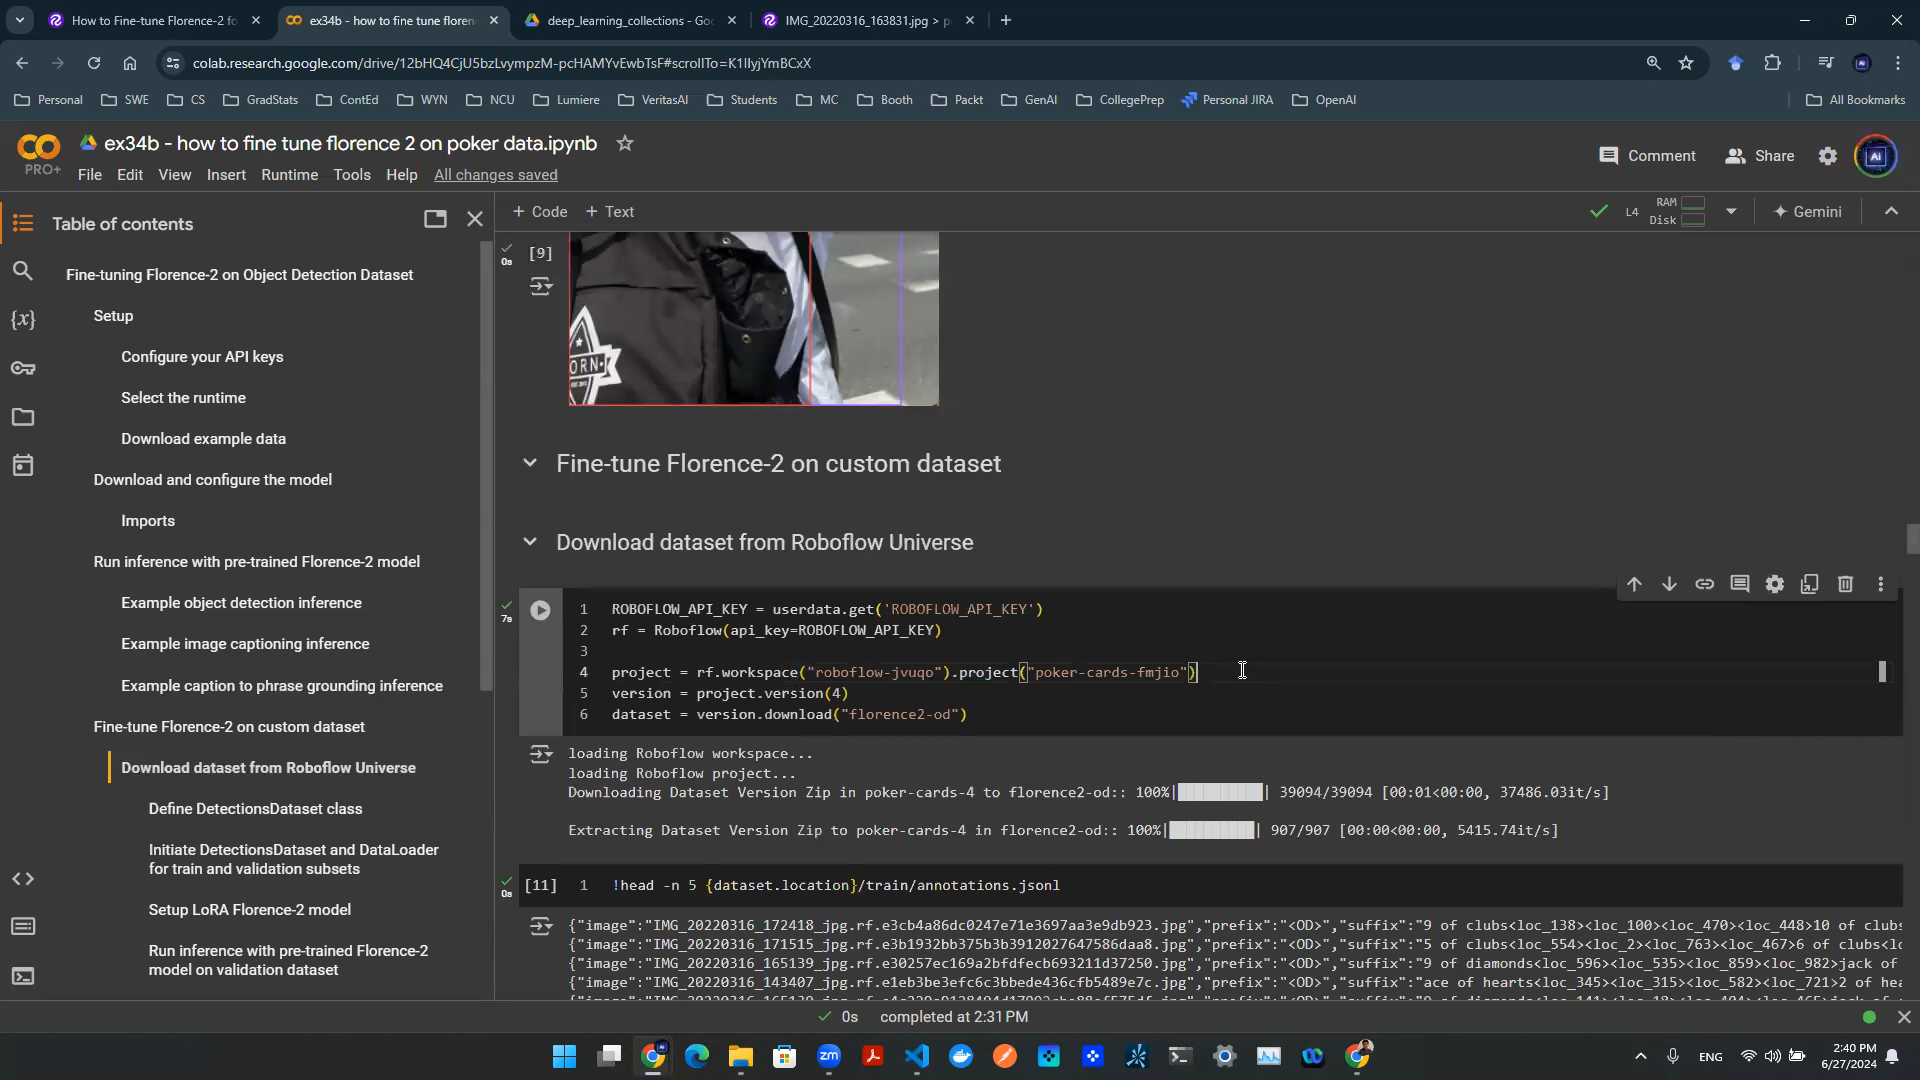 How to Fine-tune Florence-2 fo
ex34b - how to fine tune floren
deep_learning_collections - Goo
IMG_20220316_163831.jpg > p
colab.research.google.com/drive/12bHQ4CjU5bzLvympzM-pcHAMYvEwbTsF#scrollTo=K1IIyjYmBCxX
Personal SWE CS GradStats ContEd WYN NCU Lumiere VeritasAI Students MC Booth Packt GenAI CollegePrep Personal JIRA OpenAI All Bookmarks
ex34b - how to fine tune florence 2 on poker data.ipynb
PRO+
File Edit View Insert Runtime Tools Help All changes saved
Comment Share
Table of contents
+ Code + Text
L4 RAM Disk Gemini
Fine-tuning Florence-2 on Object Detection Dataset
Setup
Configure your API keys
Select the runtime
Download example data
Download and configure the model
Imports
Run inference with pre-trained Florence-2 model
Example object detection inference
Example image captioning inference
Example caption to phrase grounding inference
Fine-tune Florence-2 on custom dataset
Download dataset from Roboflow Universe
Define DetectionsDataset class
Initiate DetectionsDataset and DataLoader
for train and validation subsets
Setup LoRA Florence-2 model
Run inference with pre-trained Florence-2
model on validation dataset
0s [9]
ORN
Fine-tune Florence-2 on custom dataset
Download dataset from Roboflow Universe
7s
1 ROBOFLOW_API_KEY = userdata.get('ROBOFLOW_API_KEY')
2 rf = Roboflow(api_key=ROBOFLOW_API_KEY)
3
4 project = rf.workspace("roboflow-jvuqo").project("poker-cards-fmjio")
5 version = project.version(4)
6 dataset = version.download("florence2-od")
loading Roboflow workspace...
loading Roboflow project...
Downloading Dataset Version Zip in poker-cards-4 to florence2-od:: 100%|██████████| 39094/39094 [00:01<00:00, 37486.03it/s]
Extracting Dataset Version Zip to poker-cards-4 in florence2-od:: 100%|██████████| 907/907 [00:00<00:00, 5415.74it/s]
0s [11] 1 !head -n 5 {dataset.location}/train/annotations.jsonl
{"image":"IMG_20220316_172418_jpg.rf.e3cb4a86dc0247e71e3697aa3e9db923.jpg","prefix":"<OD>","suffix":"9 of clubs<loc_138><loc_100><loc_470><loc_448>10 of clubs
{"image":"IMG_20220316_171515_jpg.rf.e3b1932bb375b3b3912027647586daa8.jpg","prefix":"<OD>","suffix":"5 of clubs<loc_554><loc_2><loc_763><loc_467>6 of clubs<lo
{"image":"IMG_20220316_165139_jpg.rf.e30257ec169a2bfdfecb693211d37250.jpg","prefix":"<OD>","suffix":"9 of diamonds<loc_596><loc_535><loc_859><loc_982>jack of
{"image":"IMG_20220316_143407_jpg.rf.e1eb3be3efc6c3bbede436cfb5489e7c.jpg","prefix":"<OD>","suffix":"ace of hearts<loc_345><loc_315><loc_582><loc_721>2 of hea
0s completed at 2:31 PM
ENG
2:40 PM
6/27/2024